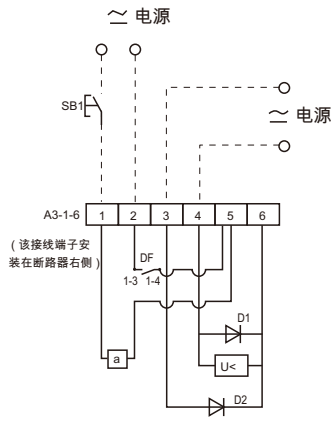 ≃ 电源
SB1
≃ 电源
A3-1-6 1 2 3 4 5 6
（该接线端子安
装在断路器右侧）
DF
1-3 1-4
a
D1
U<
D2